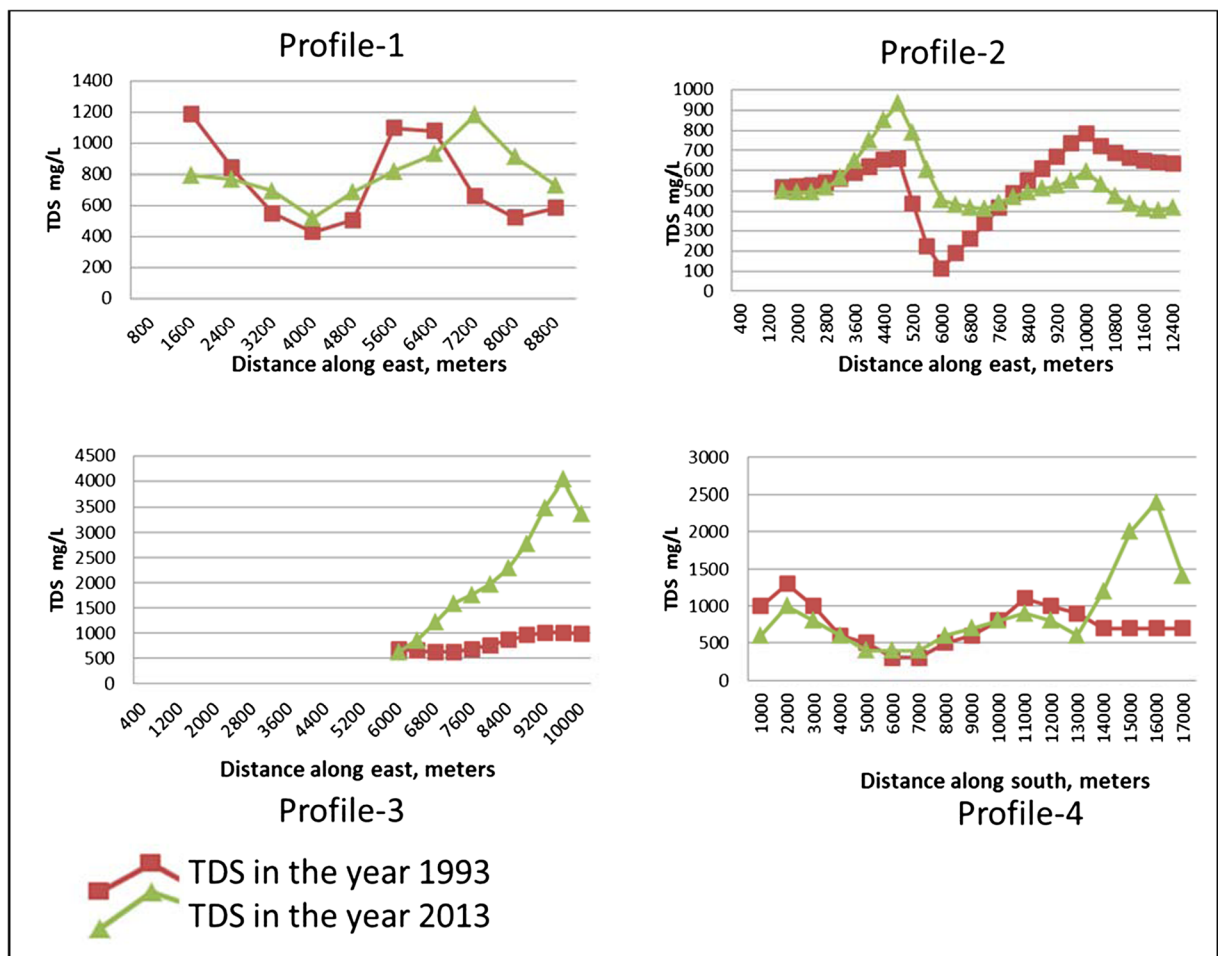 Profile-1
1400
1200
1000
800
600
400
200
0
TDS mg/L
800 1600 2400 3200 4000 4800 5600 6400 7200 8000 8800
Distance along east, meters
Profile-2
1000
900
800
700
600
500
400
300
200
100
0
TDS mg/L
400 1200 2000 2800 3600 4400 5200 6000 6800 7600 8400 9200 10000 10800 11600 12400
Distance along east, meters
4500
4000
3500
3000
2500
2000
1500
1000
500
0
TDS mg/L
400 1200 2000 2800 3600 4400 5200 6000 6800 7600 8400 9200 10000
Distance along east, meters
Profile-3
3000
2500
2000
1500
1000
500
0
TDS mg/L
1000 2000 3000 4000 5000 6000 7000 8000 9000 10000 11000 12000 13000 14000 15000 16000 17000
Distance along south, meters
Profile-4
TDS in the year 1993
TDS in the year 2013